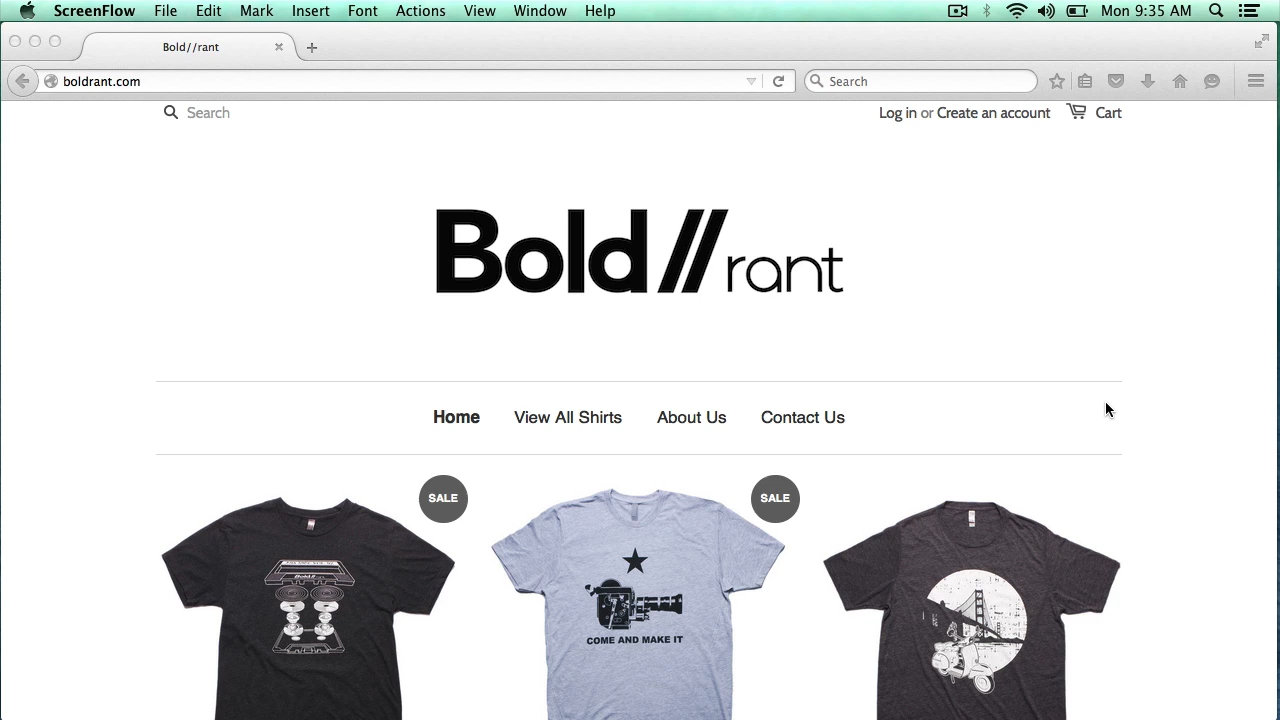 ScreenFlow File Edit Mark Insert Font Actions View Window Help Mon 9:35 AM
Bold//rant
boldrant.com Search
Search Log in or Create an account Cart
Bold//rant
Home View All Shirts About Us Contact Us
SALE SALE
Bold//rant
COME AND MAKE IT